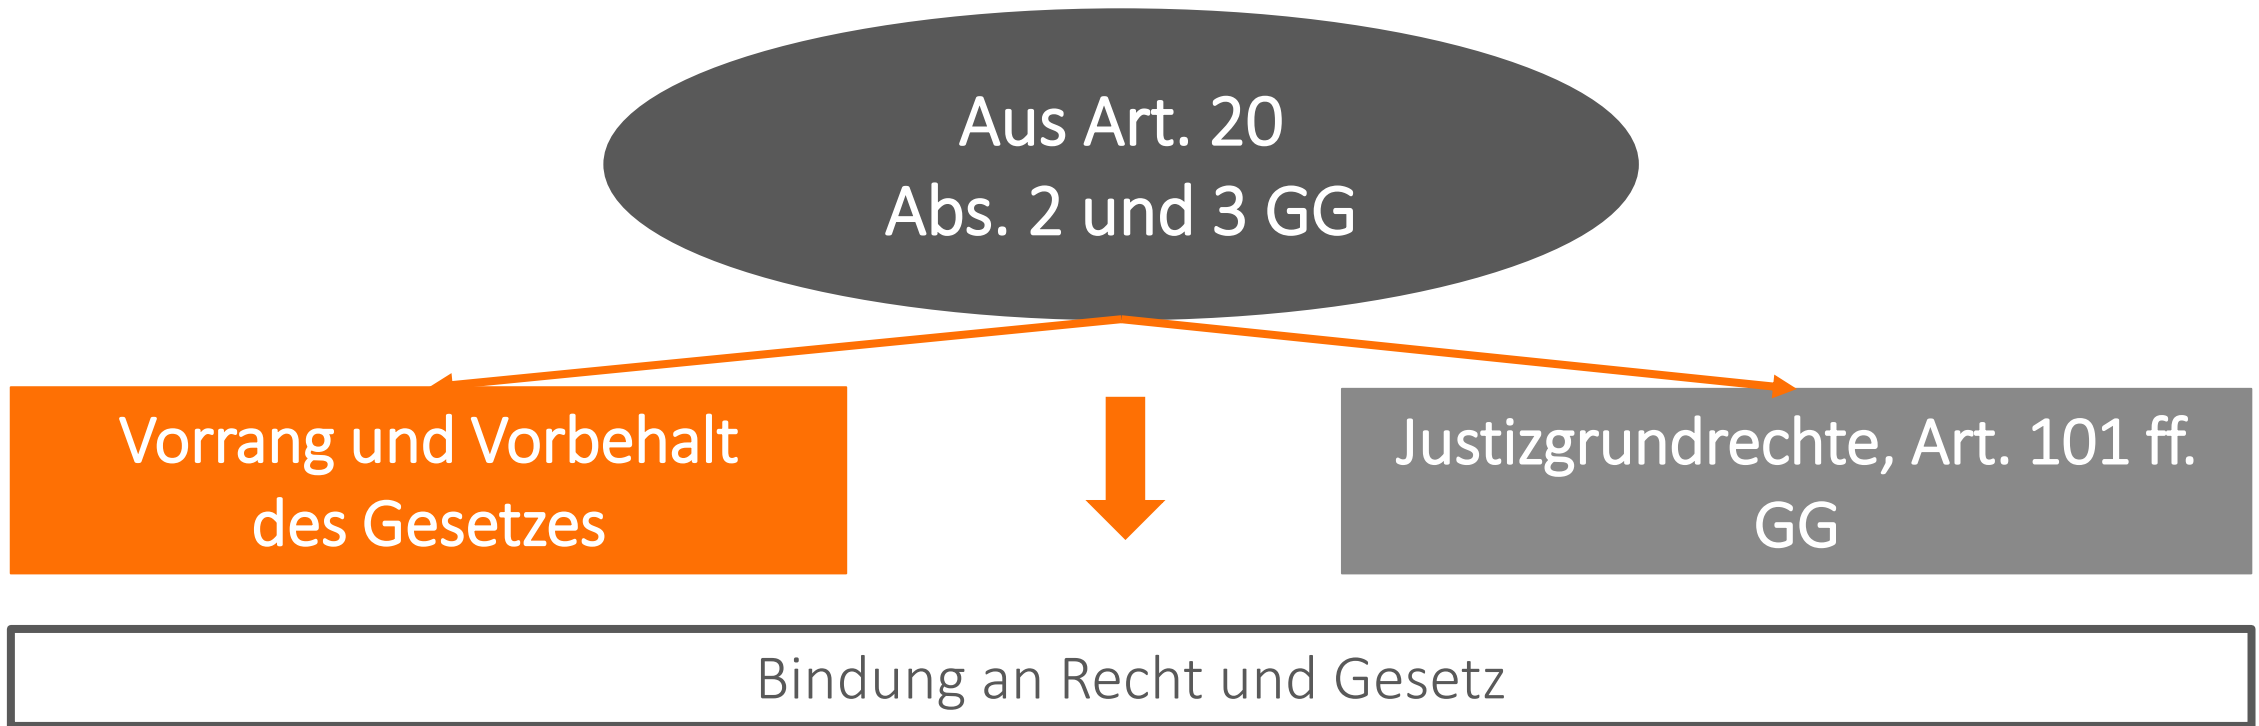 Aus Art. 20
Abs. 2 und 3 GG
Vorrang und Vorbehalt
des Gesetzes
Justizgrundrechte, Art. 101 ff.
GG
Bindung an Recht und Gesetz